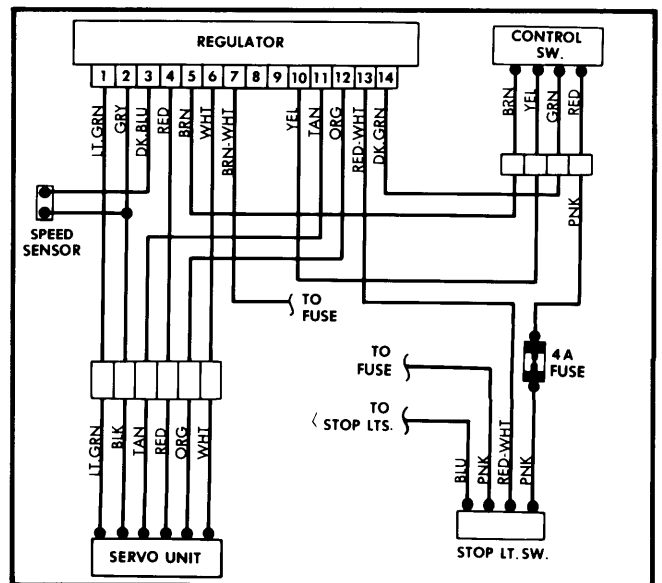 REGULATOR
CONTROL
SW.
1 2 3 4 5 6 7 8 9 10 11 12 13 14
LT.GRN
GRY
DK.BLU
RED
BRN
WHT
BRN-WHT
YEL
TAN
ORG
RED-WHT
DK.GRN
BRN
YEL
GRN
RED
PNK
SPEED
SENSOR
TO
FUSE
4 A
FUSE
TO
FUSE
TO
STOP LTS.
LT.GRN
BLK
TAN
RED
ORG
WHT
BLU
PNK
RED-WHT
PNK
SERVO UNIT
STOP LT. SW.